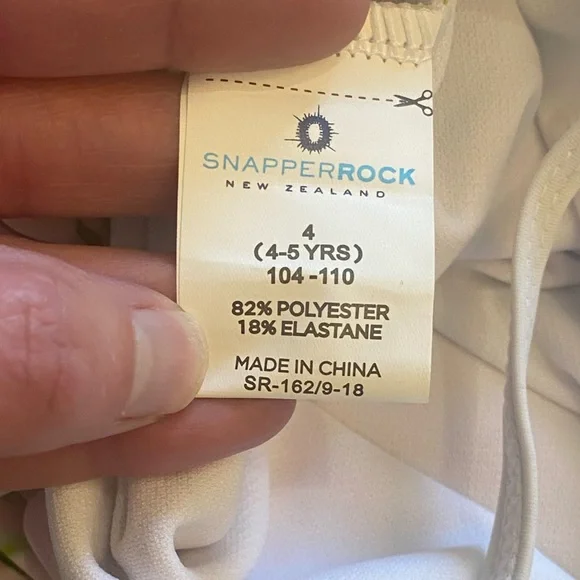 SNAPPERROCK
NEW ZEALAND
4
(4-5 YRS)
104-110
82% POLYESTER
18% ELASTANE
MADE IN CHINA
SR-162/9-18